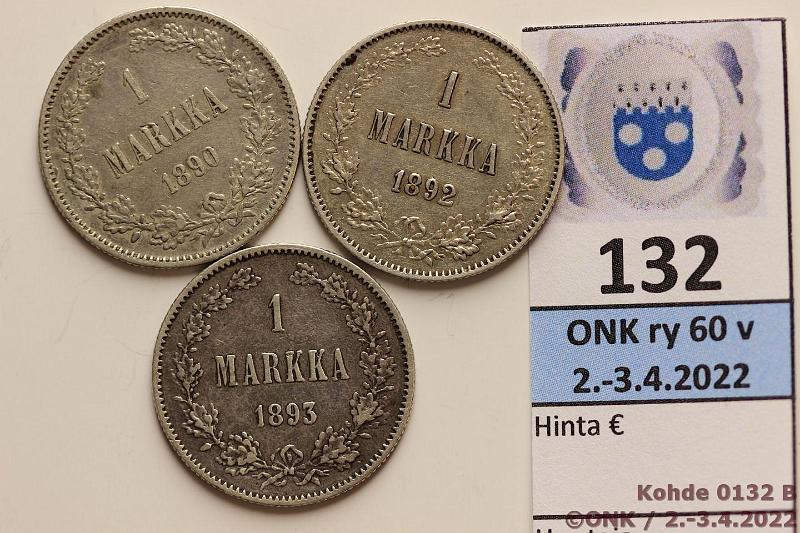 1
MARKKA
1890
1
MARKKA
1892
1
MARKKA
1893
132
ONK ry 60 v
2.-3.4.2022
Hinta €
Kohde 0132 B
©ONK / 2.-3.4.2022